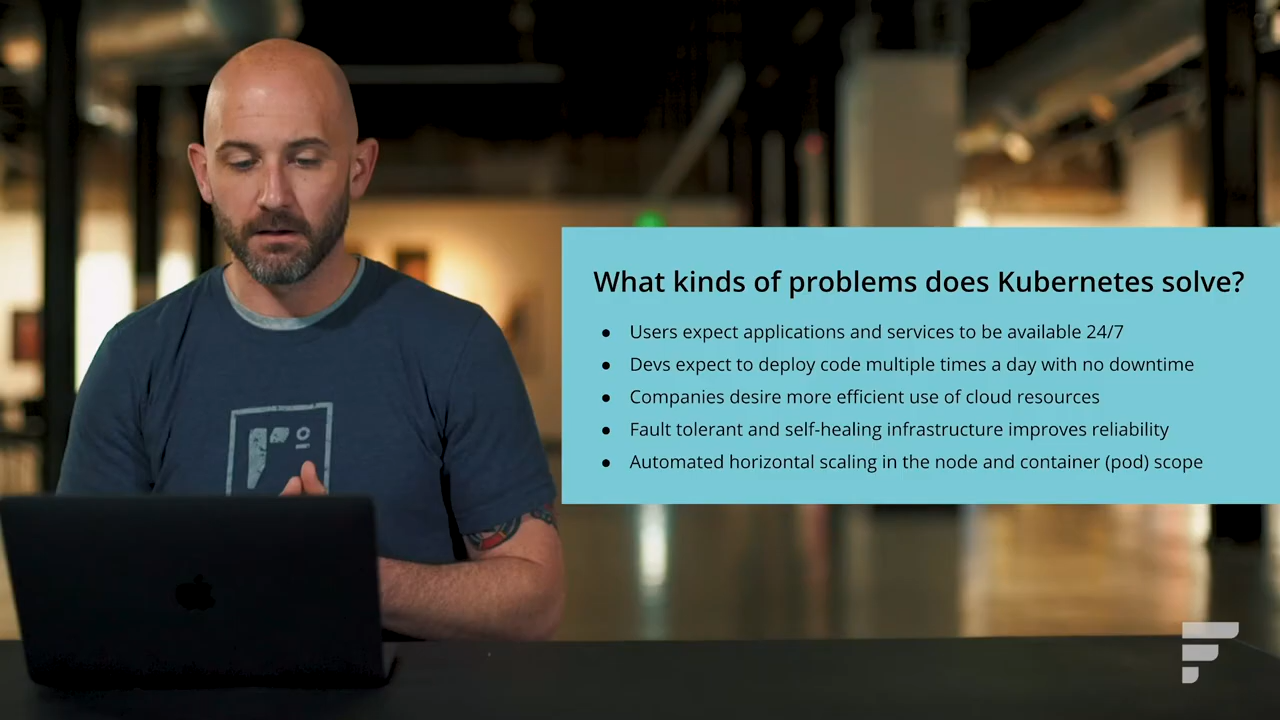 What kinds of problems does Kubernetes solve?
● Users expect applications and services to be available 24/7
● Devs expect to deploy code multiple times a day with no downtime
● Companies desire more efficient use of cloud resources
● Fault tolerant and self-healing infrastructure improves reliability
● Automated horizontal scaling in the node and container (pod) scope